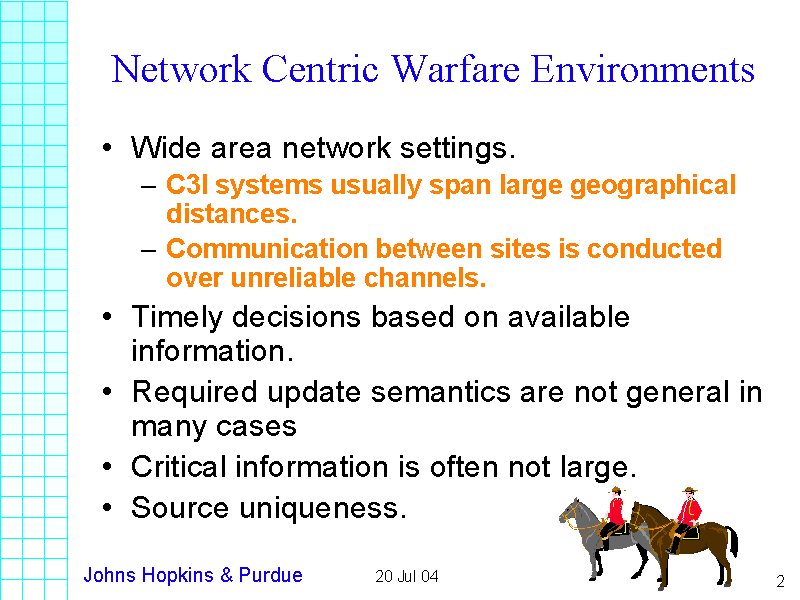 Network Centric Warfare Environments
• Wide area network settings.
– C3I systems usually span large geographical
distances.
– Communication between sites is conducted
over unreliable channels.
• Timely decisions based on available
information.
• Required update semantics are not general in
many cases
• Critical information is often not large.
• Source uniqueness.
Johns Hopkins & Purdue
20 Jul 04
2